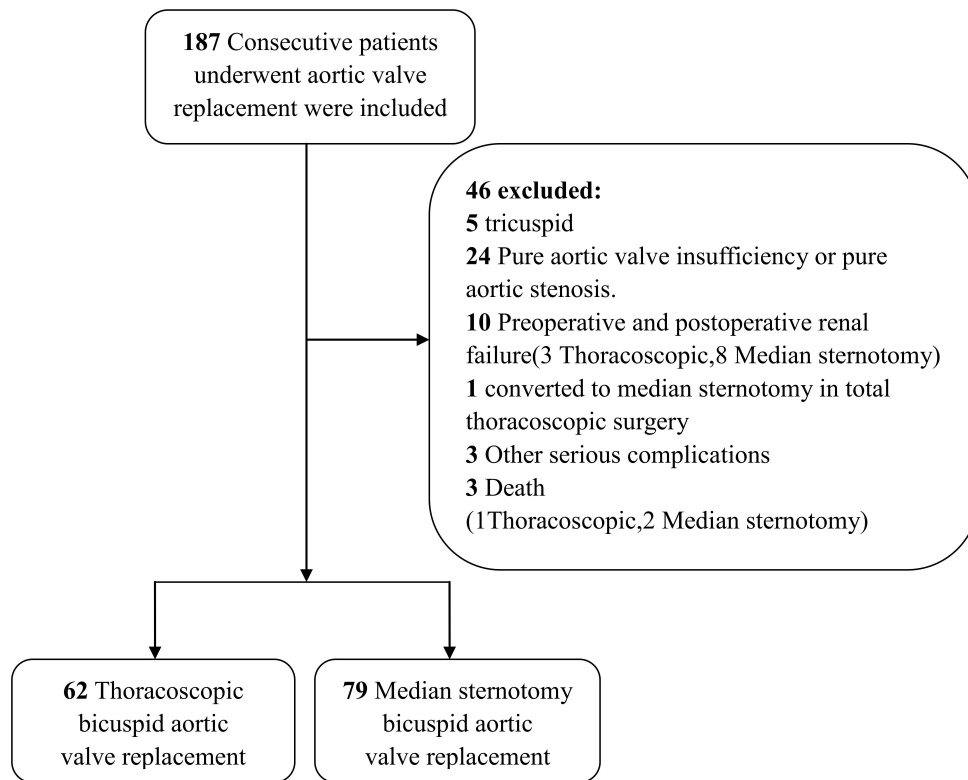 187 Consecutive patients
underwent aortic valve
replacement were included
46 excluded:
5 tricuspid
24 Pure aortic valve insufficiency or pure
aortic stenosis.
10 Preoperative and postoperative renal
failure(3 Thoracoscopic,8 Median sternotomy)
1 converted to median sternotomy in total
thoracoscopic surgery
3 Other serious complications
3 Death
(1Thoracoscopic,2 Median sternotomy)
62 Thoracoscopic
bicuspid aortic
valve replacement
79 Median sternotomy
bicuspid aortic
valve replacement